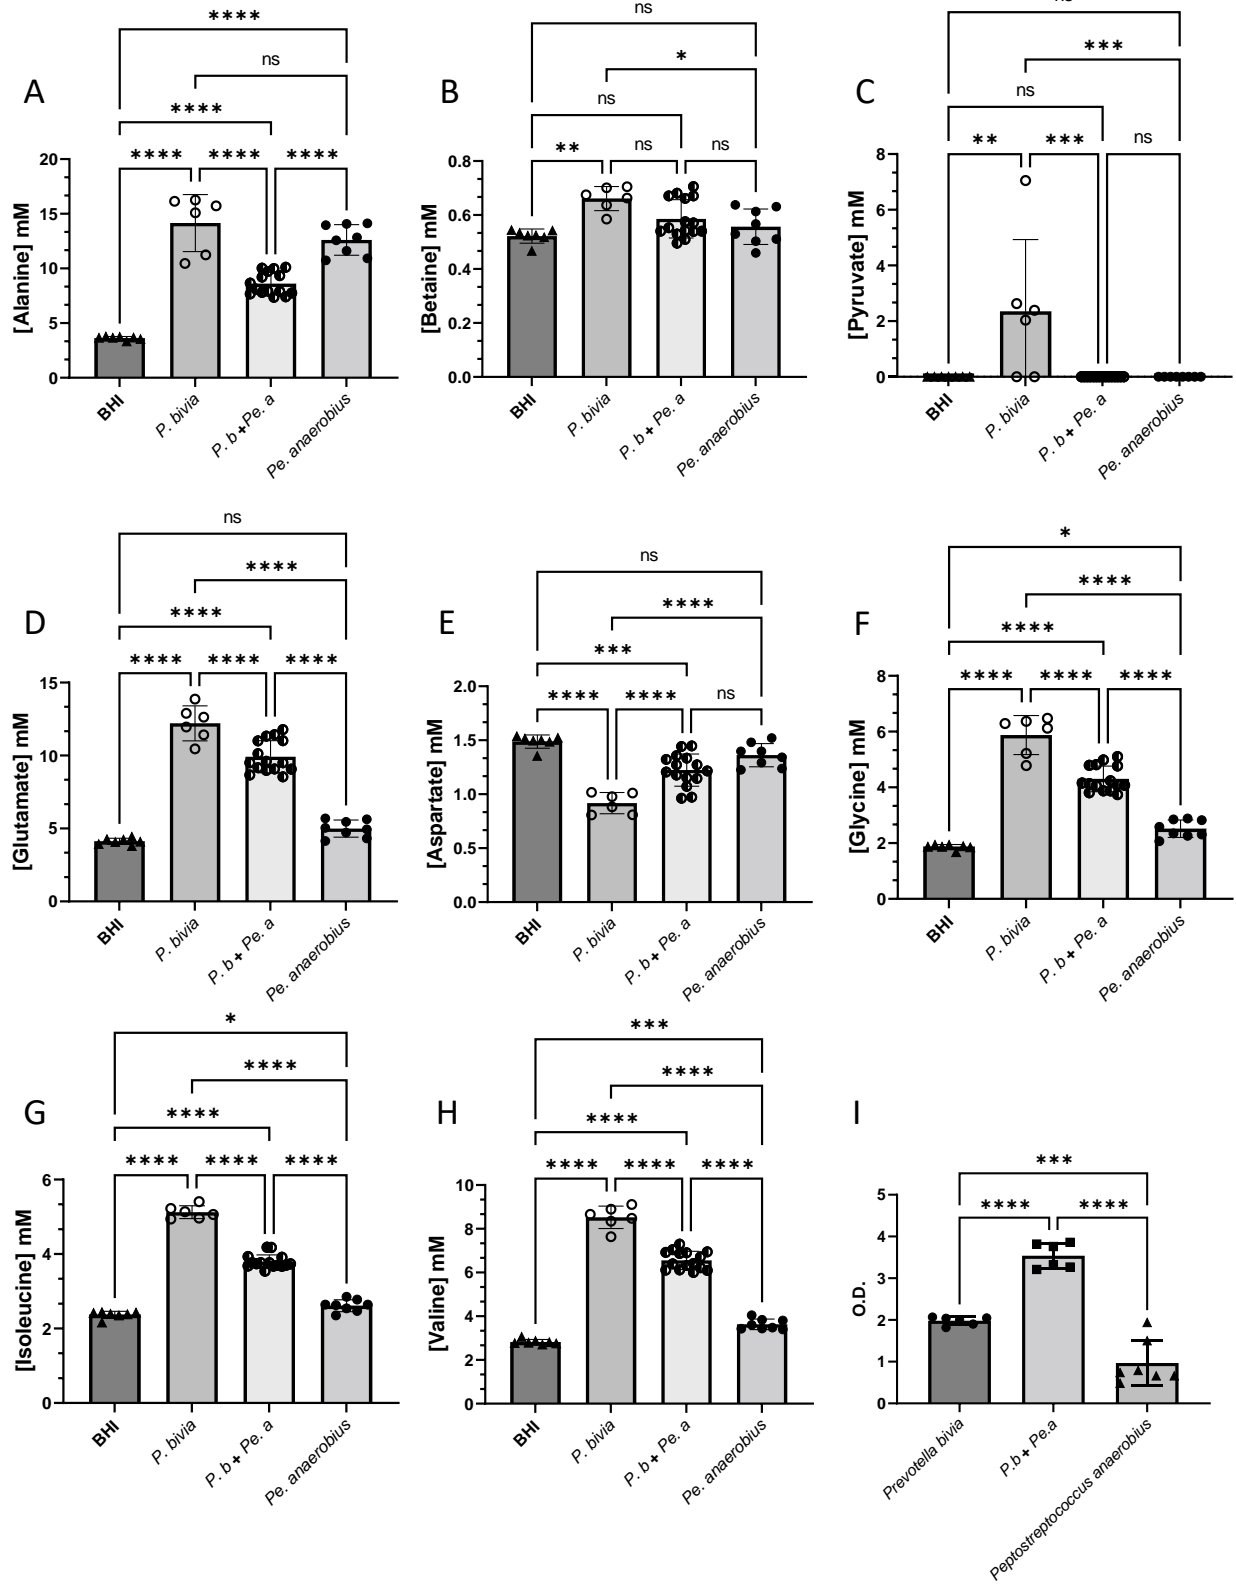 A
****
ns
****
**** **** ****
[Alanine] mM
20
15
10
5
0
BHI
P. bivia
P. b + Pe. a
Pe. anaerobius
B
ns
*
ns
** ns ns
[Betaine] mM
0.8
0.6
0.4
0.2
0.0
BHI
P. bivia
P. b + Pe. a
Pe. anaerobius
C
ns
***
ns
** *** ns
[Pyruvate] mM
8
6
4
2
0
BHI
P. bivia
P. b + Pe. a
Pe. anaerobius
D
ns
****
****
**** **** ****
[Glutamate] mM
15
10
5
0
BHI
P. bivia
P. b + Pe. a
Pe. anaerobius
E
ns
****
***
**** **** ns
[Aspartate] mM
2.0
1.5
1.0
0.5
0.0
BHI
P. bivia
P. b + Pe. a
Pe. anaerobius
F
*
****
****
**** **** ****
[Glycine] mM
8
6
4
2
0
BHI
P. bivia
P. b + Pe. a
Pe. anaerobius
G
*
****
****
**** **** ****
[Isoleucine] mM
6
4
2
0
BHI
P. bivia
P. b + Pe. a
Pe. anaerobius
H
***
****
****
**** **** ****
[Valine] mM
10
8
6
4
2
0
BHI
P. bivia
P. b + Pe. a
Pe. anaerobius
I
***
**** ****
O.D.
5
4
3
2
1
0
Prevotella bivia
P.b + Pe.a
Peptostreptococcus anaerobius